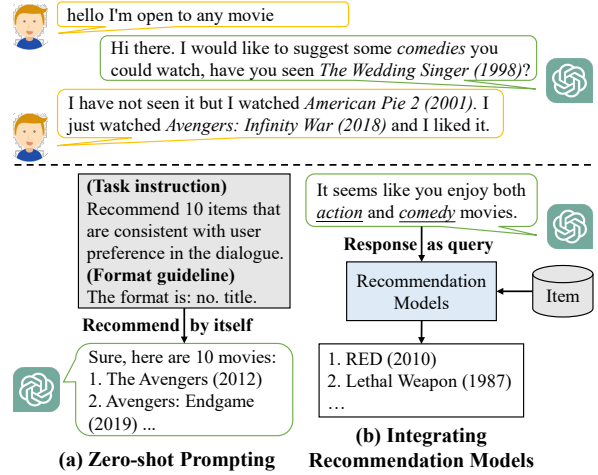 hello I'm open to any movie
Hi there. I would like to suggest some comedies you
could watch, have you seen The Wedding Singer (1998)?
I have not seen it but I watched American Pie 2 (2001). I
just watched Avengers: Infinity War (2018) and I liked it.
(Task instruction)
Recommend 10 items that
are consistent with user
preference in the dialogue.
(Format guideline)
The format is: no. title.
Recommend by itself
Sure, here are 10 movies:
1. The Avengers (2012)
2. Avengers: Endgame
(2019) ...
(a) Zero-shot Prompting
It seems like you enjoy both
action and comedy movies.
Response as query
Recommendation
Models
Item
1. RED (2010)
2. Lethal Weapon (1987)
…
(b) Integrating
Recommendation Models